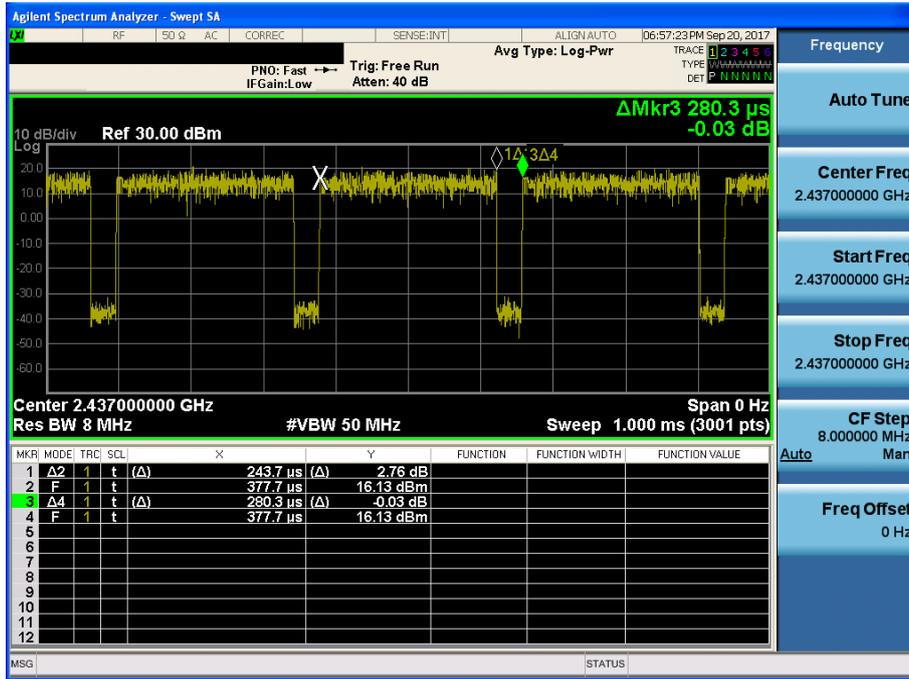 Agilent Spectrum Analyzer - Swept SA
LXI RF 50 Ω AC CORREC SENSE:INT ALIGN AUTO 06:57:23 PM Sep 20, 2017
PNO: Fast
IFGain:Low
Trig: Free Run
Atten: 40 dB
Avg Type: Log-Pwr
TRACE 1 2 3 4 5 6
TYPE
DET P N N N N N
ΔMkr3 280.3 µs
-0.03 dB
10 dB/div Ref 30.00 dBm
Log
1Δ 3Δ4
X
20.0
10.0
0.00
-10.0
-20.0
-30.0
-40.0
-50.0
-60.0
Center 2.437000000 GHz Span 0 Hz
Res BW 8 MHz #VBW 50 MHz Sweep 1.000 ms (3001 pts)
MKR MODE TRC SCL X Y FUNCTION FUNCTION WIDTH FUNCTION VALUE
1 Δ2 1 t (Δ) 243.7 µs (Δ) 2.76 dB
2 F 1 t 377.7 µs 16.13 dBm
3 Δ4 1 t (Δ) 280.3 µs (Δ) -0.03 dB
4 F 1 t 377.7 µs 16.13 dBm
5
6
7
8
9
10
11
12
MSG STATUS
Frequency
Auto Tune
Center Freq
2.437000000 GHz
Start Freq
2.437000000 GHz
Stop Freq
2.437000000 GHz
CF Step
8.000000 MHz
Auto Man
Freq Offset
0 Hz